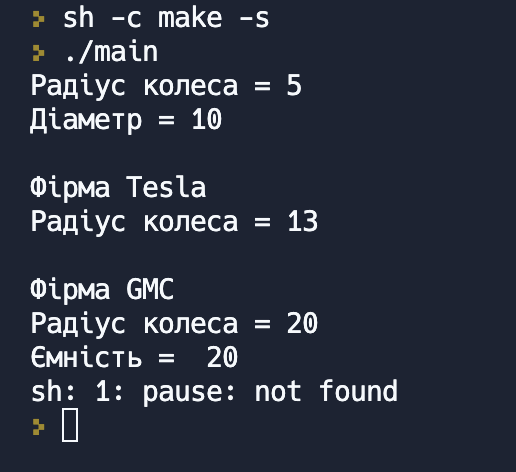 sh -c make -s
./main
Радіус колеса = 5
Діаметр = 10
Фірма Tesla
Радіус колеса = 13
Фірма GMC
Радіус колеса = 20
Ємність =  20
sh: 1: pause: not found